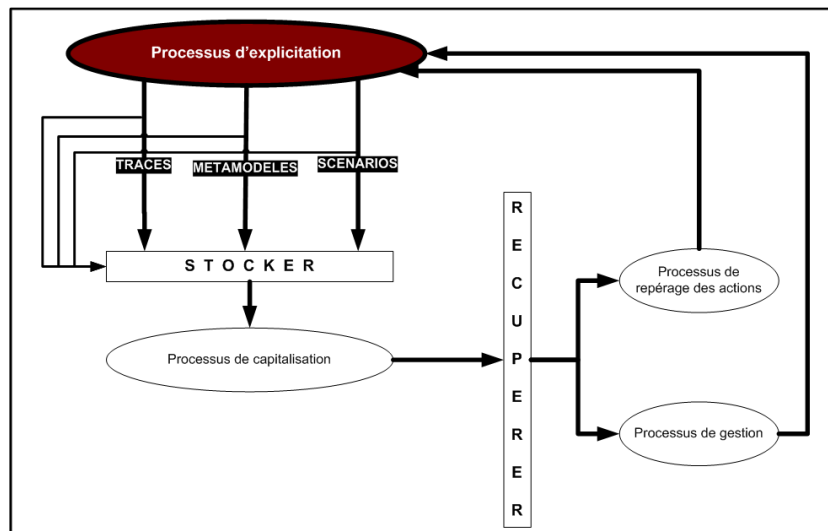 Processus d'explicitation
TRACES
METAMODELES
SCENARIOS
S T O C K E R
Processus de capitalisation
R
E
C
U
P
E
R
E
R
Processus de
repérage des actions
Processus de gestion